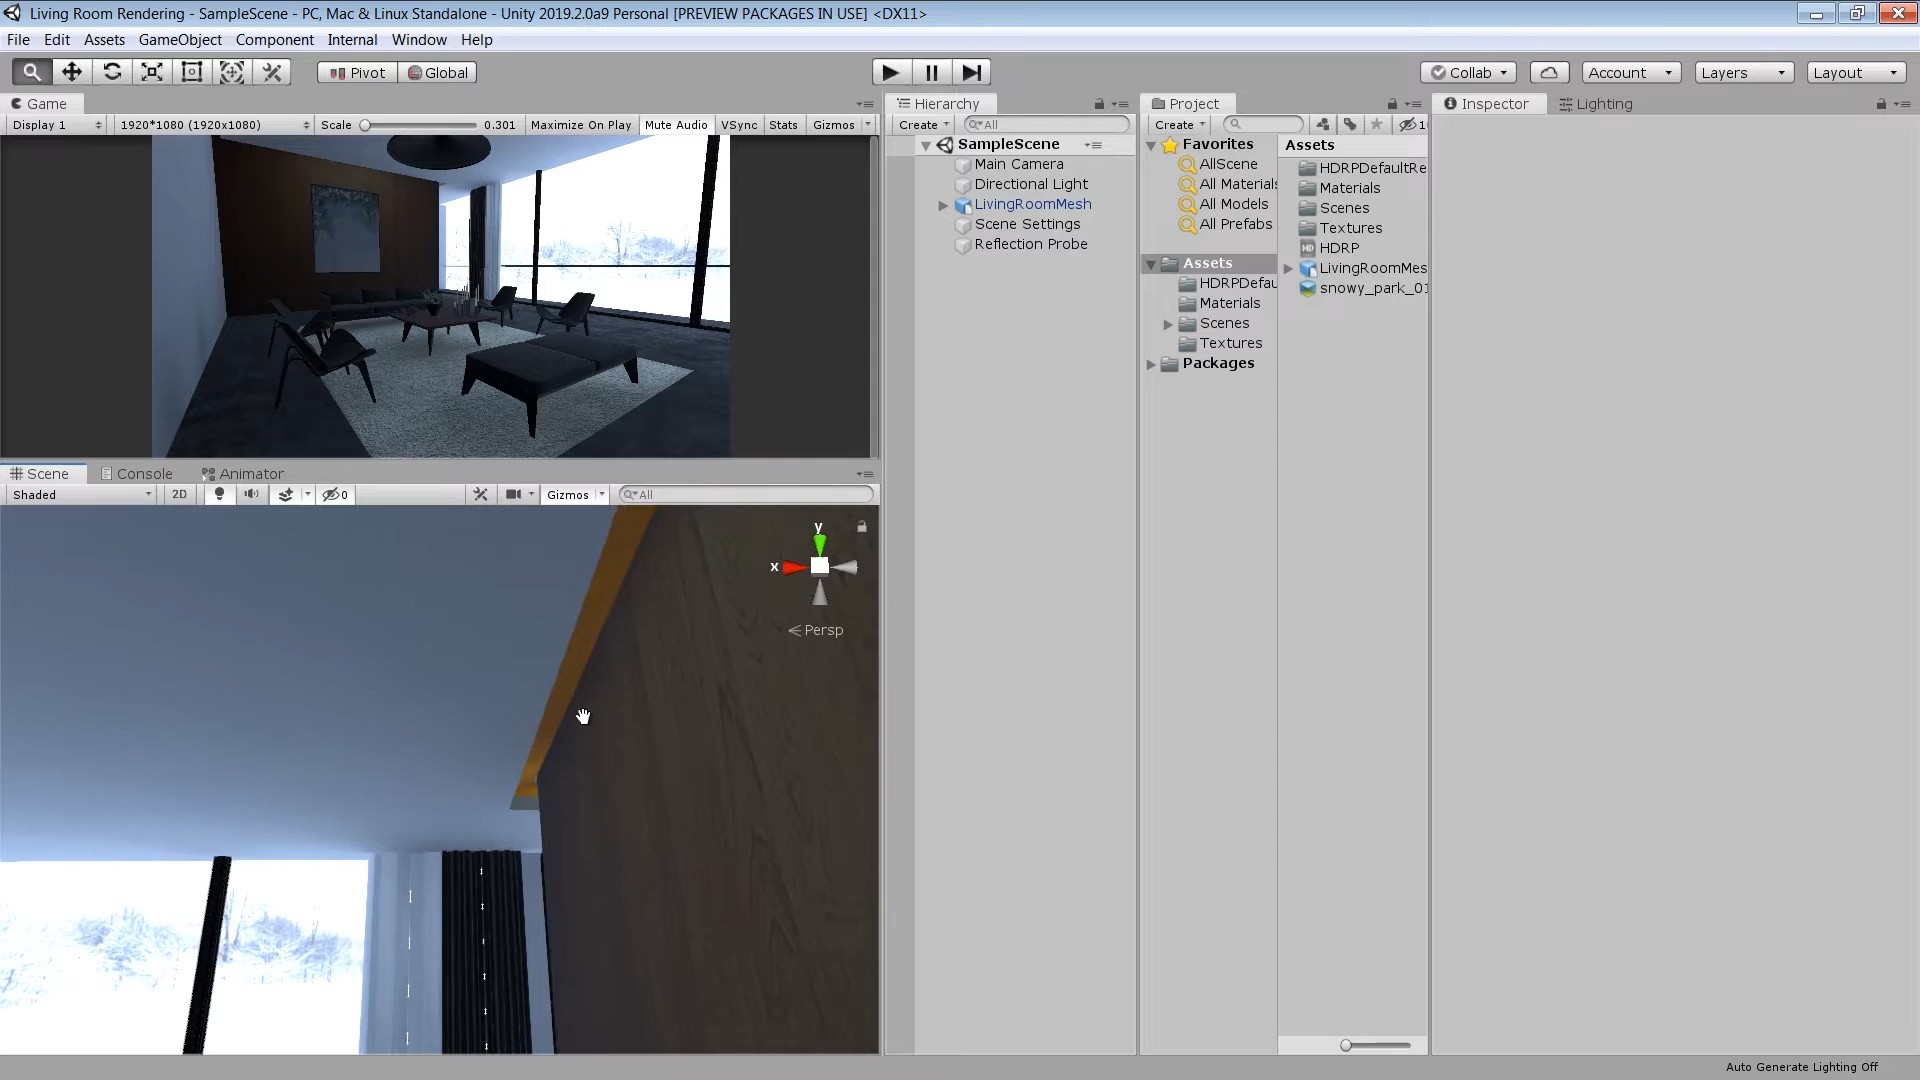 Living Room Rendering - SampleScene - PC, Mac & Linux Standalone - Unity 2019.2.0a9 Personal [PREVIEW PACKAGES IN USE] <DX11>
File Edit Assets GameObject Component Internal Window Help
Pivot Global Collab Account Layers Layout
Game Hierarchy Project Inspector Lighting
Display 1 1920*1080 (1920x1080) Scale 0.301 Maximize On Play Mute Audio VSync Stats Gizmos Create All Create 1
SampleScene
Main Camera
Directional Light
LivingRoomMesh
Scene Settings
Reflection Probe
Favorites
AllScene
All Materials
All Models
All Prefabs
Assets
HDRPDefau
Materials
Scenes
Textures
Packages
Assets
HDRPDefaultRe
Materials
Scenes
Textures
HDRP
LivingRoomMes
snowy_park_01
Scene Console Animator
Shaded 2D 0 Gizmos All
y
x
Persp
Auto Generate Lighting Off